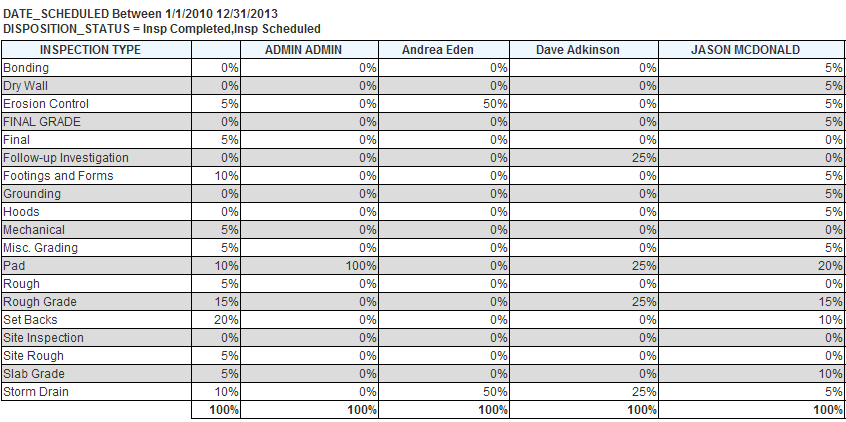 DATE_SCHEDULED Between 1/1/2010 12/31/2013
DISPOSITION_STATUS = Insp Completed,Insp Scheduled
INSPECTION TYPE ADMIN ADMIN Andrea Eden Dave Adkinson JASON MCDONALD
Bonding 0% 0% 0% 0% 5%
Dry Wall 0% 0% 0% 0% 5%
Erosion Control 5% 0% 50% 0% 5%
FINAL GRADE 0% 0% 0% 0% 5%
Final 5% 0% 0% 0% 0%
Follow-up Investigation 0% 0% 0% 25% 0%
Footings and Forms 10% 0% 0% 0% 5%
Grounding 0% 0% 0% 0% 5%
Hoods 0% 0% 0% 0% 5%
Mechanical 5% 0% 0% 0% 0%
Misc. Grading 5% 0% 0% 0% 5%
Pad 10% 100% 0% 25% 20%
Rough 5% 0% 0% 0% 0%
Rough Grade 15% 0% 0% 25% 15%
Set Backs 20% 0% 0% 0% 10%
Site Inspection 0% 0% 0% 0% 0%
Site Rough 5% 0% 0% 0% 0%
Slab Grade 5% 0% 0% 0% 10%
Storm Drain 10% 0% 50% 25% 5%
100% 100% 100% 100% 100%